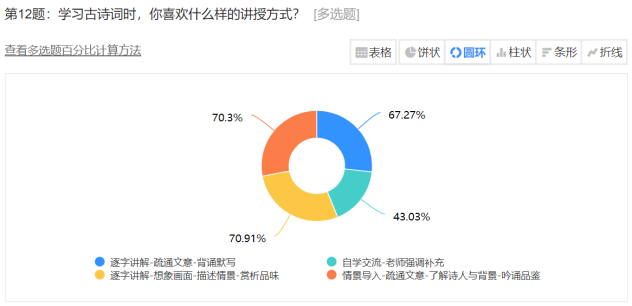 第12题：学习古诗词时，你喜欢什么样的讲授方式？ [多选题]
查看多选题百分比计算方法
表格 饼状 圆环 柱状 条形 折线
70.3%
67.27%
43.03%
70.91%
逐字讲解-疏通文意-背诵默写 自学交流-老师强调补充
逐字讲解-想象画面-描述情景-赏析品味 情景导入-疏通文意-了解诗人与背景-吟诵品鉴